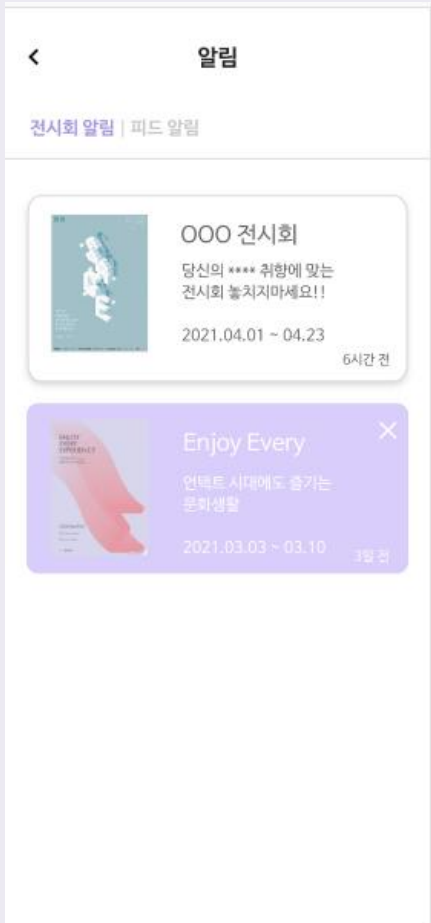 알림
전시회 알림 | 피드 알림
OOO 전시회
당신의 **** 취향에 맞는
전시회 놓치지마세요!!
2021.04.01 ~ 04.23
6시간 전
Enjoy Every
언택트 시대에도 즐기는
문화생활
2021.03.03 ~ 03.10
3일 전
ENJOY
EVERY
EXPERIENCE